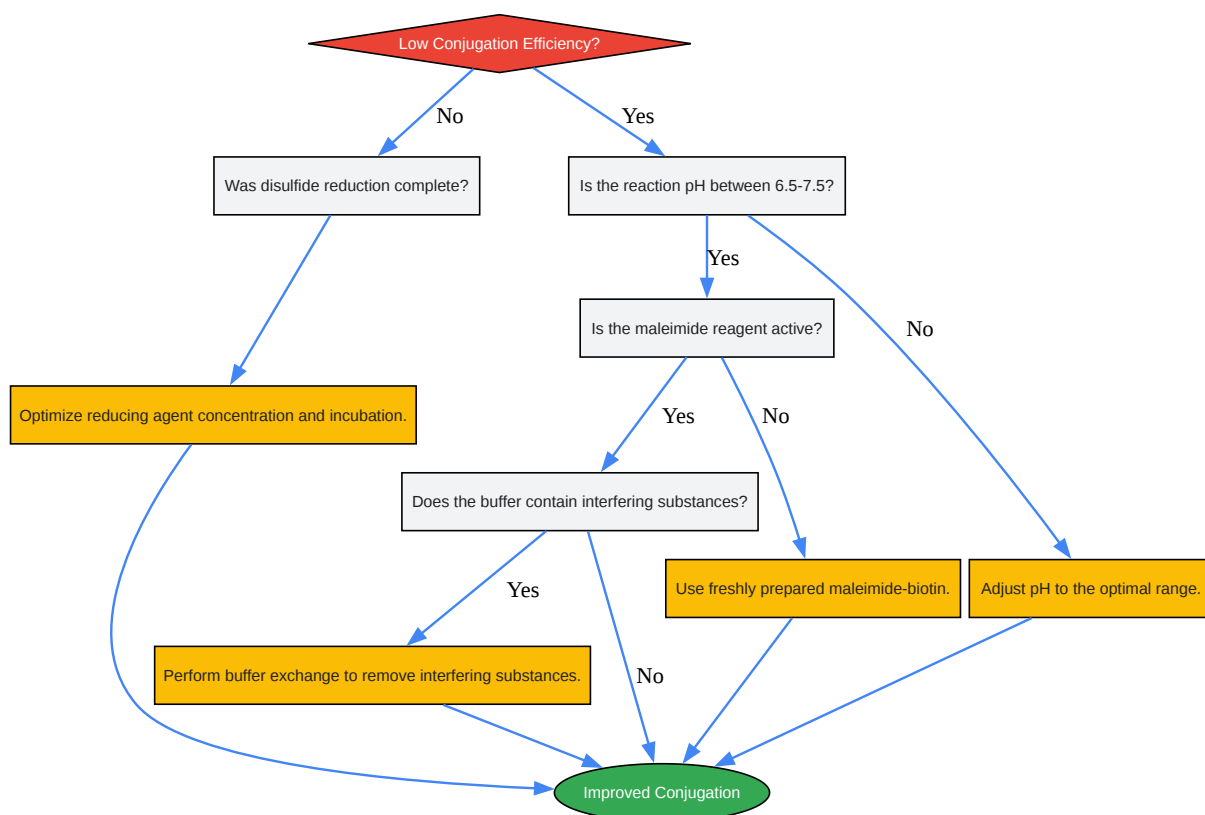 Low Conjugation Efficiency?
No
Yes
Was disulfide reduction complete?
Is the reaction pH between 6.5-7.5?
Yes
Is the maleimide reagent active?
No
Optimize reducing agent concentration and incubation.
Yes
No
Does the buffer contain interfering substances?
Yes
Use freshly prepared maleimide-biotin.
Adjust pH to the optimal range.
Perform buffer exchange to remove interfering substances.
No
Improved Conjugation